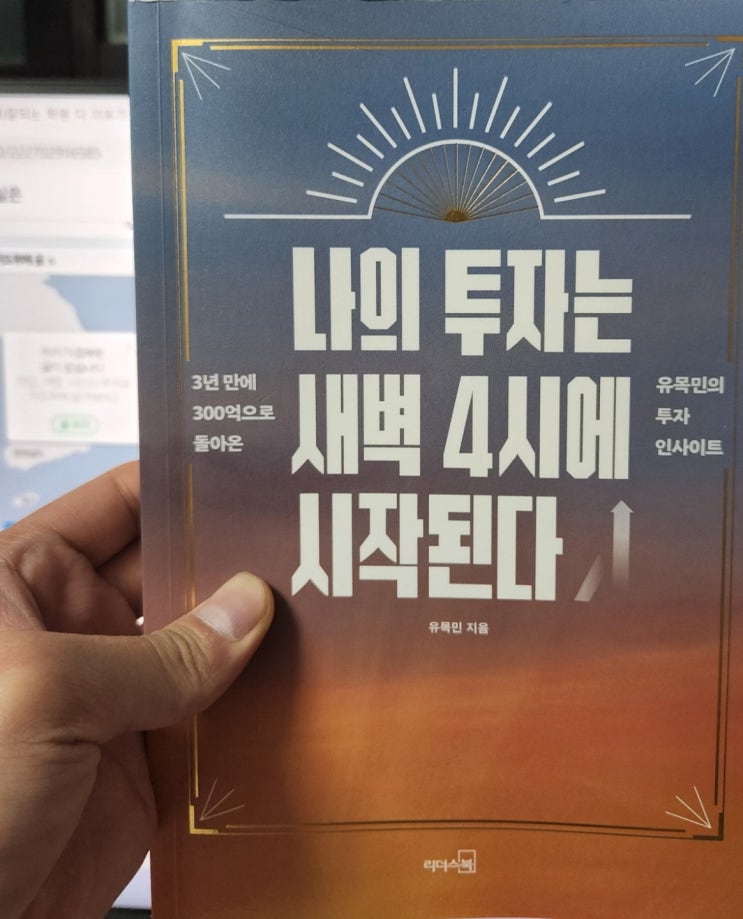 나의 투자는
새벽 4시에
시작된다
3년 만에
300억으로
돌아온
유목민의
투자
인사이트
유목민 지음
리더스북